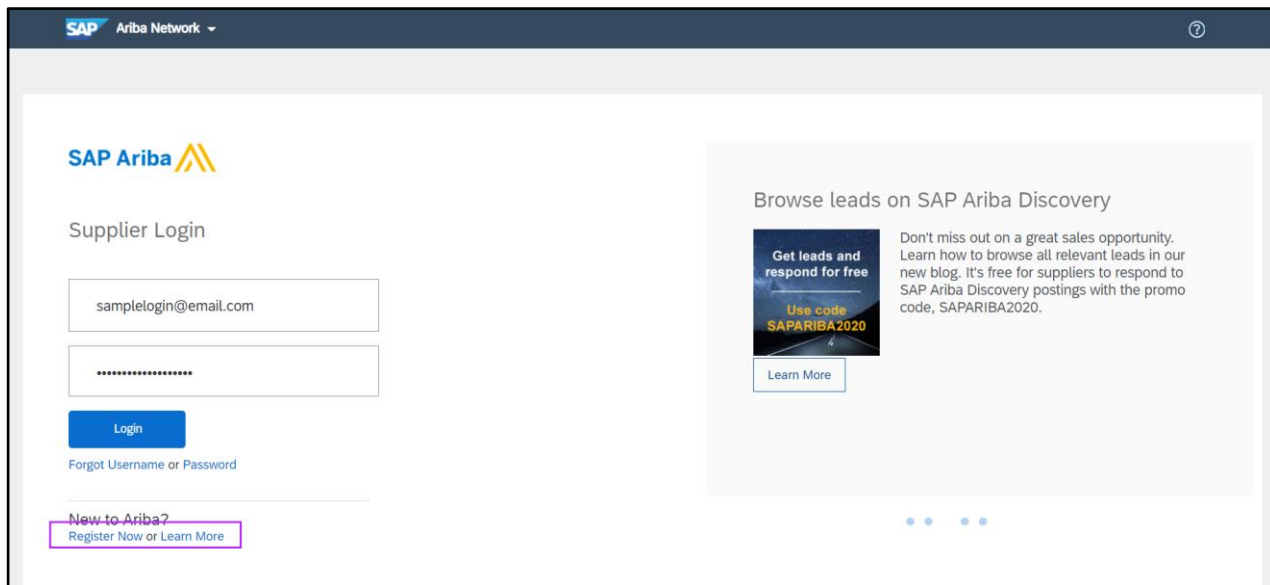 SAP Ariba Network
SAP Ariba
Supplier Login
samplelogin@email.com
Login
Forgot Username or Password
New to Ariba?
Register Now or Learn More
Browse leads on SAP Ariba Discovery
Get leads and
respond for free
Use code
SAPARIBA2020
Don't miss out on a great sales opportunity.
Learn how to browse all relevant leads in our
new blog. It's free for suppliers to respond to
SAP Ariba Discovery postings with the promo
code, SAPARIBA2020.
Learn More